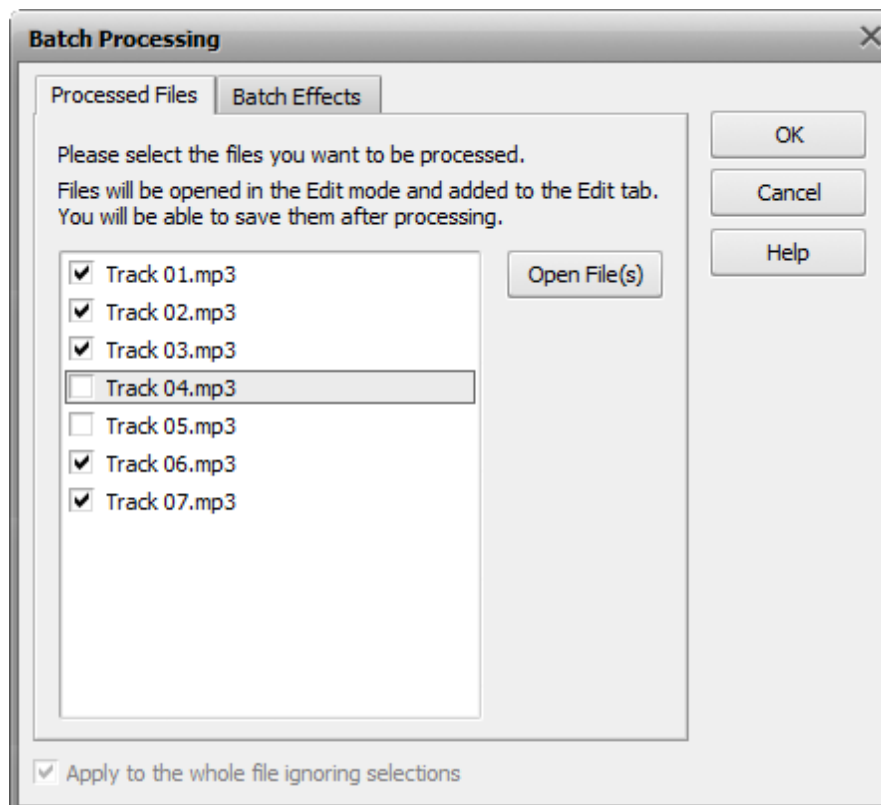 Batch Processing
Processed Files
Batch Effects
Please select the files you want to be processed.
Files will be opened in the Edit mode and added to the Edit tab.
You will be able to save them after processing.
Track 01.mp3
Track 02.mp3
Track 03.mp3
Track 04.mp3
Track 05.mp3
Track 06.mp3
Track 07.mp3
Open File(s)
OK
Cancel
Help
Apply to the whole file ignoring selections